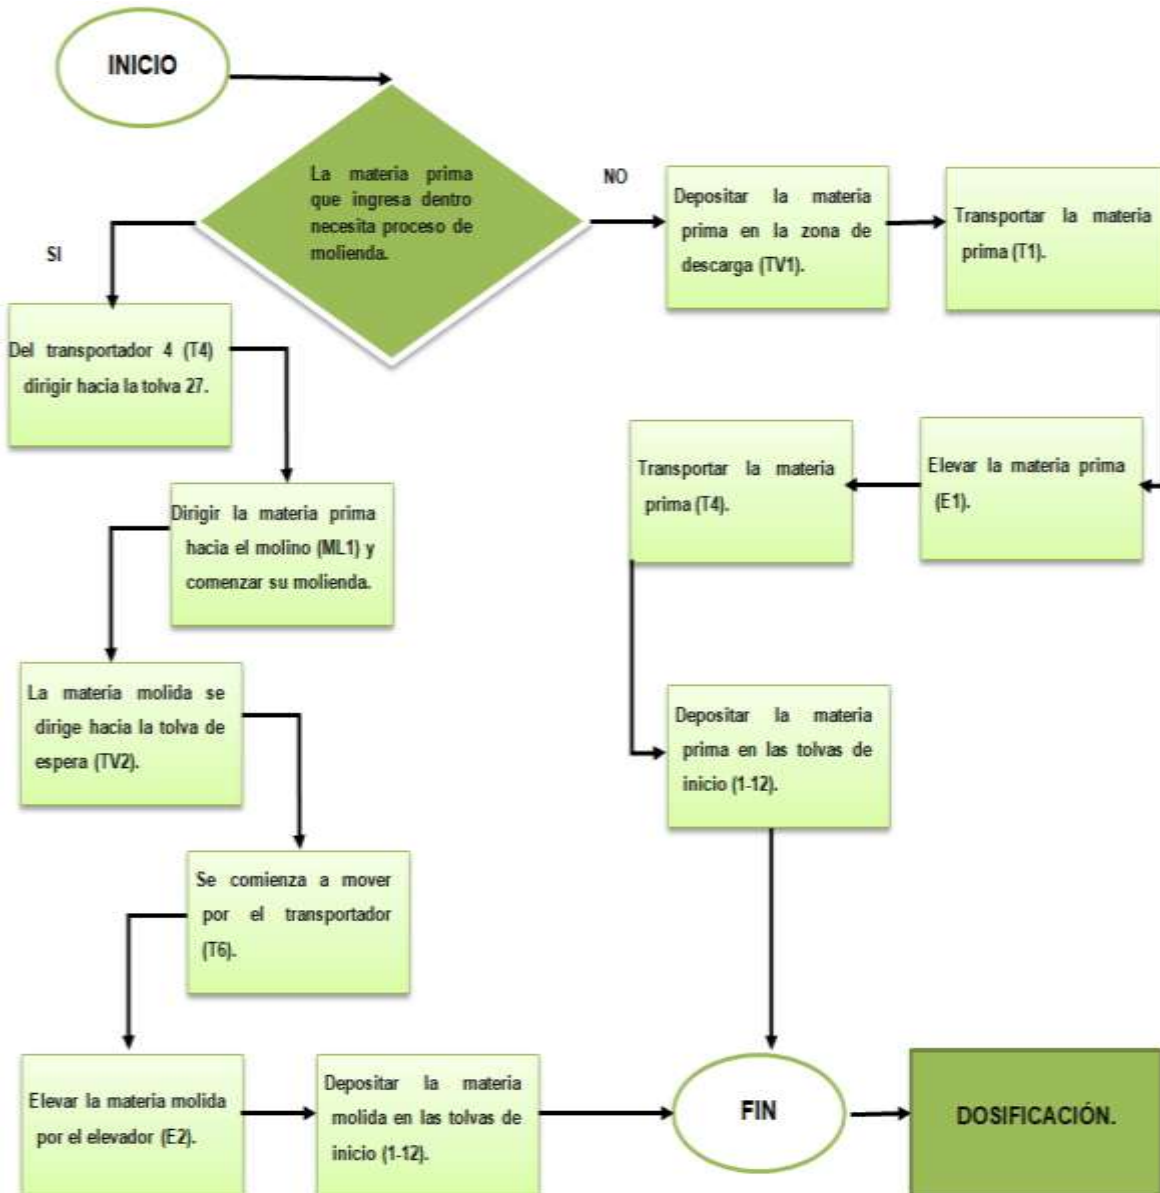 INICIO
La materia prima
que ingresa dentro
necesita proceso de
molienda.
NO
Depositar la materia
prima en la zona de
descarga (TV1).
Transportar la materia
prima (T1).
SI
Del transportador 4 (T4)
dirigir hacia la tolva 27.
Transportar la materia
prima (T4).
Elevar la materia prima
(E1).
Dirigir la materia prima
hacia el molino (ML1) y
comenzar su molienda.
La materia molida se
dirige hacia la tolva de
espera (TV2).
Depositar la materia
prima en las tolvas de
inicio (1-12).
Se comienza a mover
por el transportador
(T6).
Elevar la materia molida
por el elevador (E2).
Depositar la materia
molida en las tolvas de
inicio (1-12).
FIN
DOSIFICACIÓN.